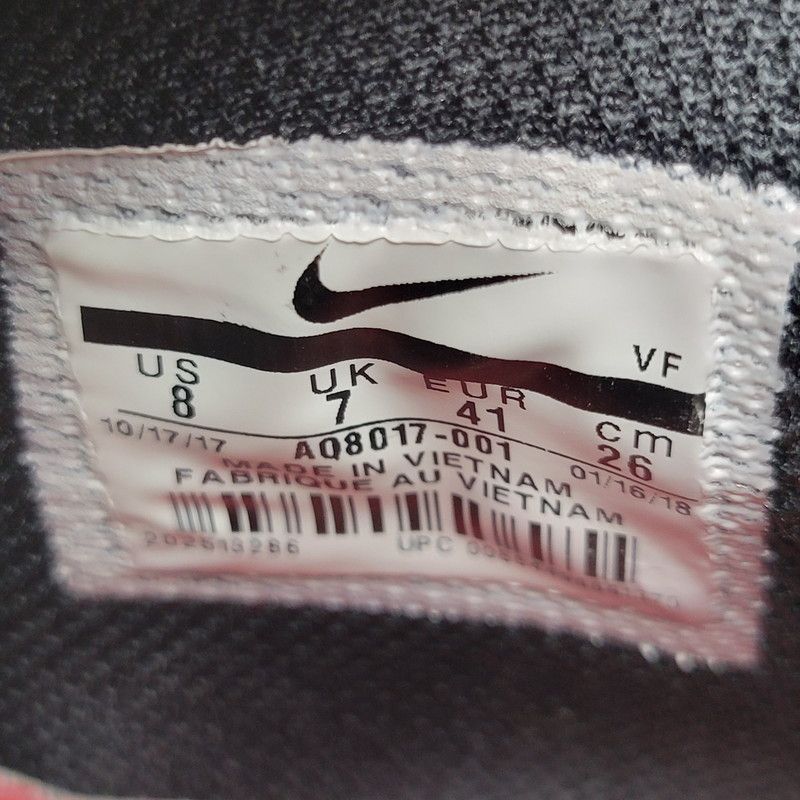 VF
US UK EUR cm
8 7 41 26
10/17/17 AQ8017-001 01/16/18
MADE IN VIETNAM
FABRIQUE AU VIETNAM
UPC